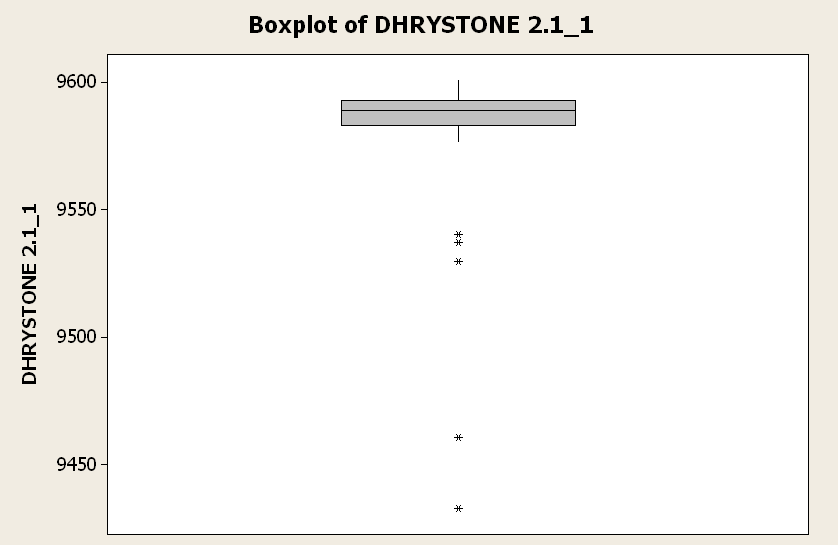 Boxplot of DHRYSTONE 2.1_1
9600
9550
9500
9450
DHRYSTONE 2.1_1